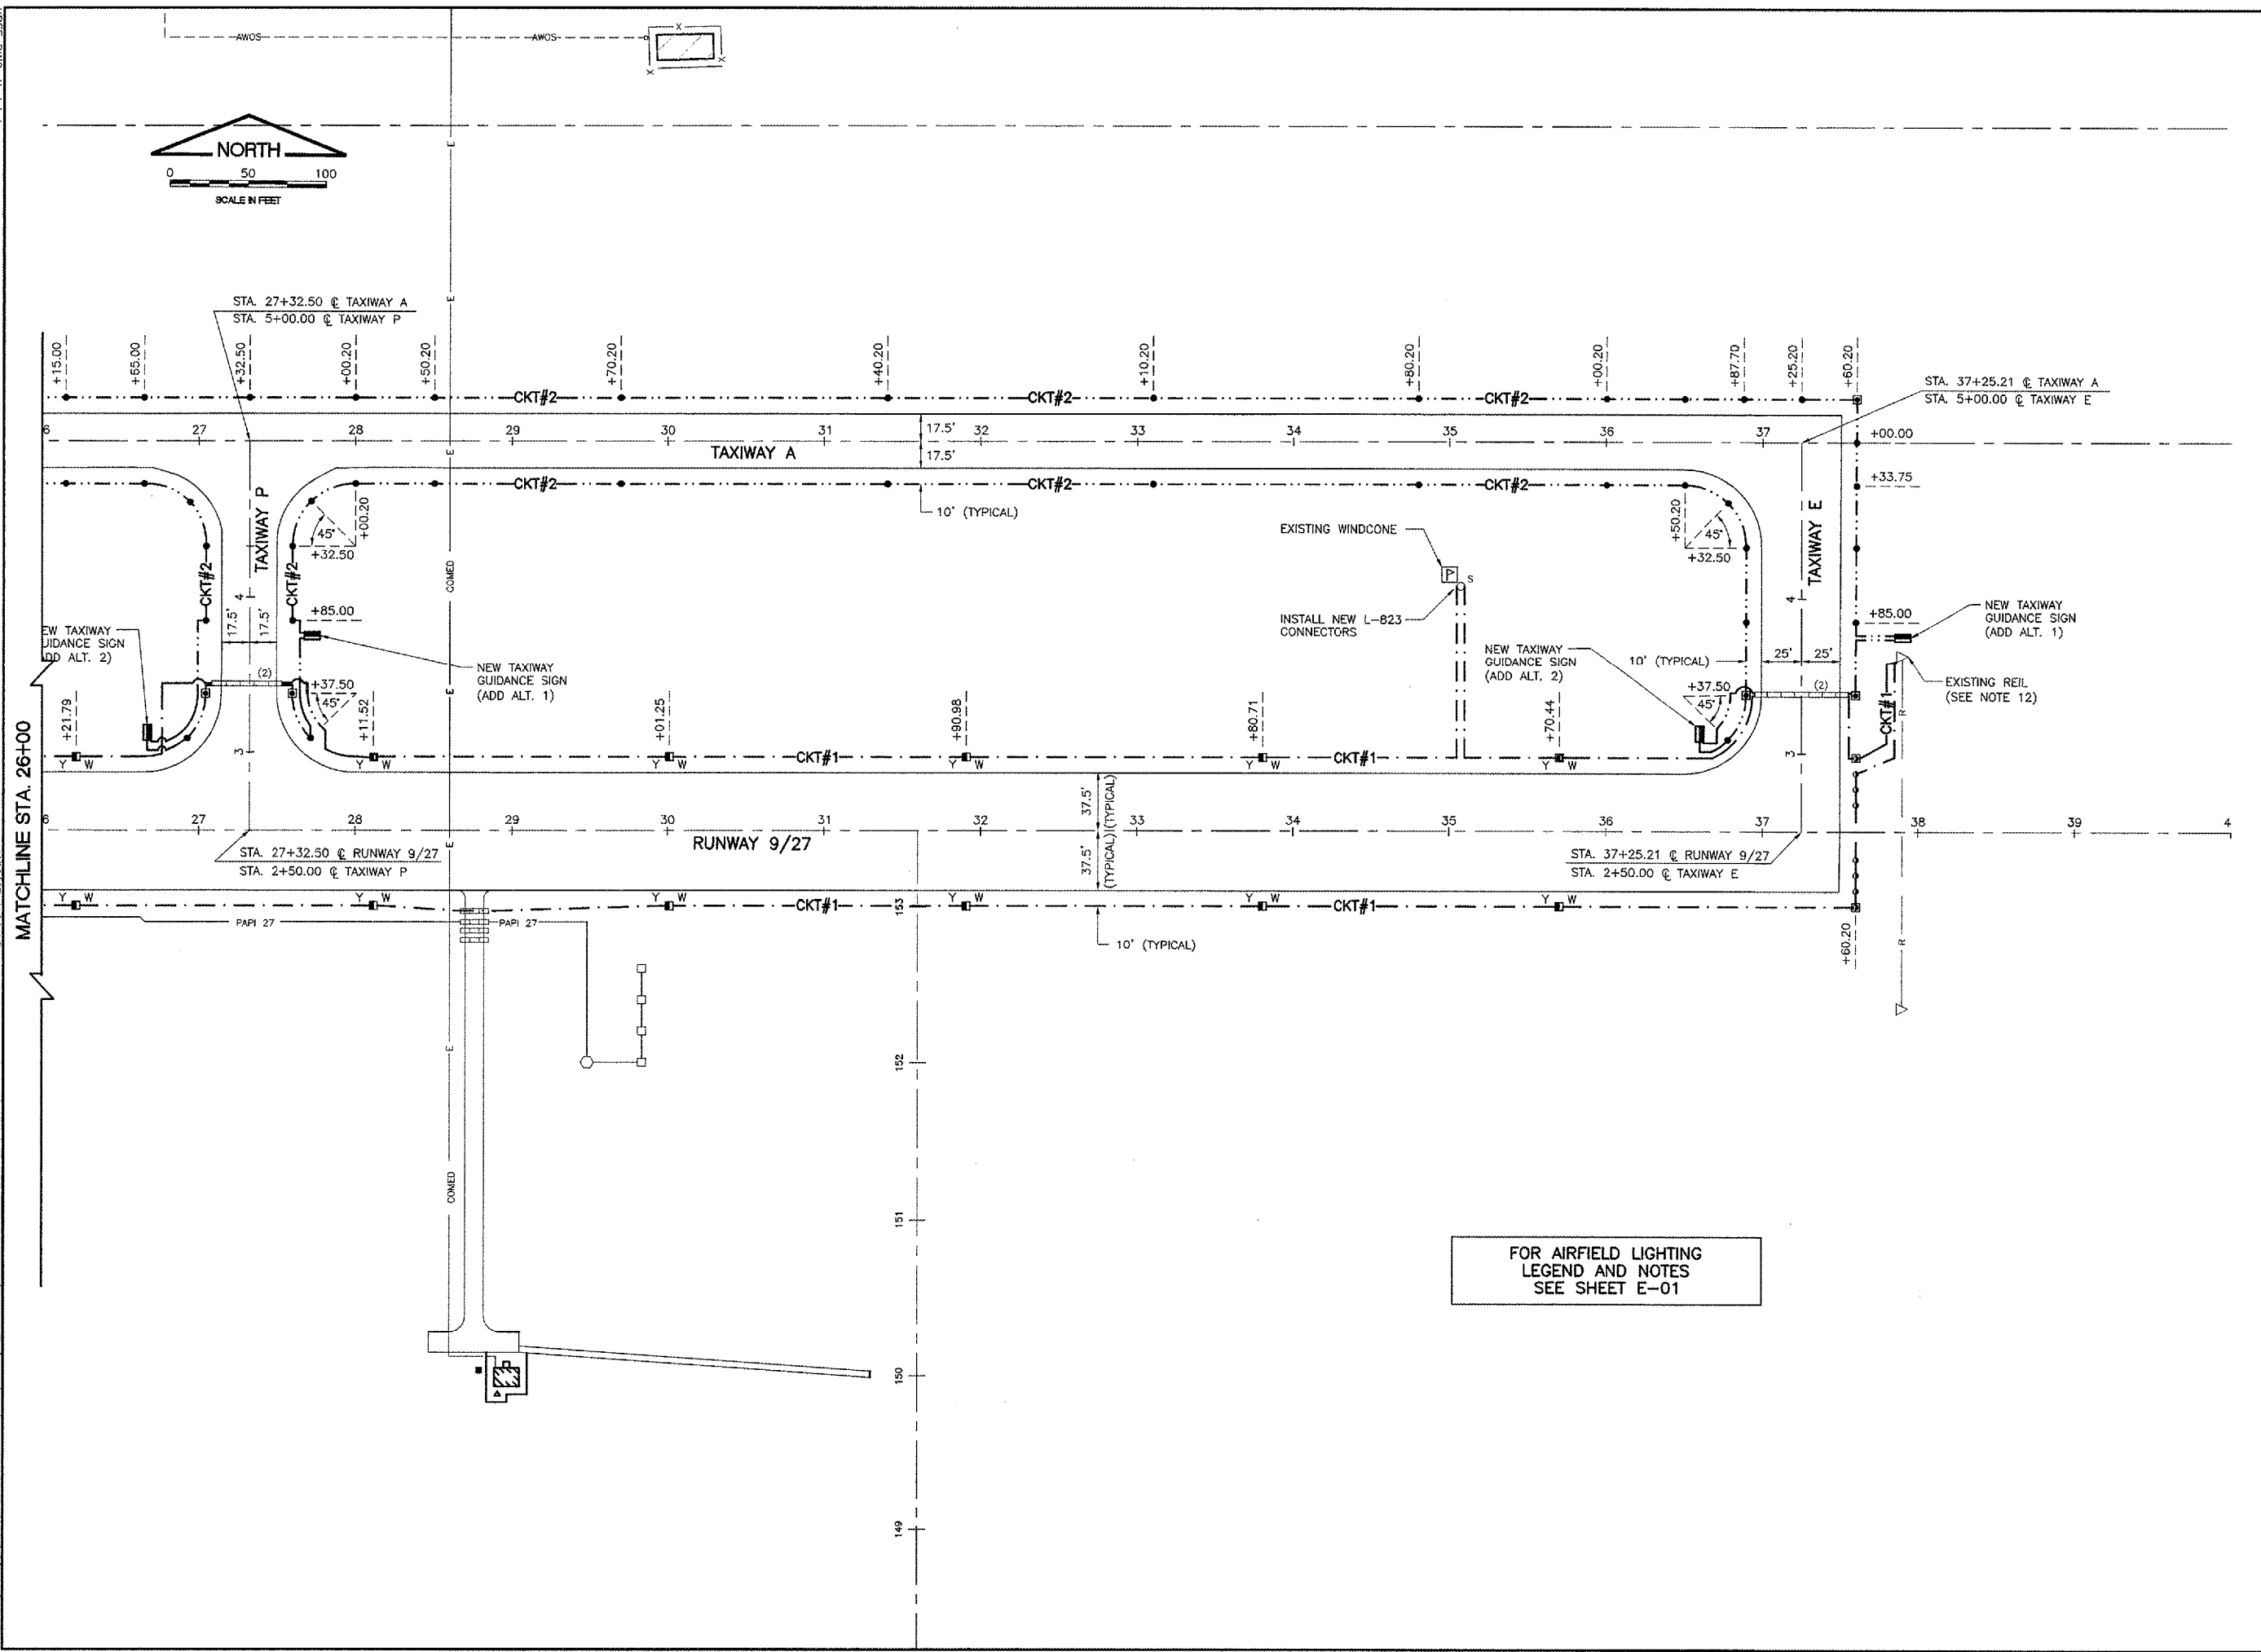 AWOS AWOS
X
X X
NORTH
0 50 100
SCALE IN FEET
E
E
STA. 27+32.50 ℄ TAXIWAY A
STA. 5+00.00 ℄ TAXIWAY P
+15.00 +65.00 +32.50 +00.20 +50.20 +70.20 +40.20 +10.20 +80.20 +00.20 +87.70 +25.20 +60.20
STA. 37+25.21 ℄ TAXIWAY A
STA. 5+00.00 ℄ TAXIWAY E
CKT#2 CKT#2 CKT#2
6 27 28 29 30 31 32 33 34 35 36 37
17.5'
17.5'
TAXIWAY A
E
+00.00
+33.75
CKT#2 CKT#2 CKT#2
10' (TYPICAL)
TAXIWAY P
45°
+00.20
+32.50
CKT#2 CKT#2
4
17.5' 17.5'
+85.00
COMED
EXISTING WINDCONE
P
S
INSTALL NEW L-823
CONNECTORS
+50.20
45°
+32.50
TAXIWAY E
4
+85.00
NEW TAXIWAY
GUIDANCE SIGN
(ADD ALT. 1)
EW TAXIWAY
UIDANCE SIGN
DD ALT. 2)
NEW TAXIWAY
GUIDANCE SIGN
(ADD ALT. 1)
NEW TAXIWAY
GUIDANCE SIGN
(ADD ALT. 2)
10' (TYPICAL)
25' 25'
EXISTING REIL
(SEE NOTE 12)
(2)
+37.50
45°
E
(2)
+37.50
45°
CKT#1
R
MATCHLINE STA. 26+00
+21.79 +11.52 +01.25 +90.98 +80.71 +70.44
3
3
Y W Y W Y W CKT#1 Y W Y W CKT#1 Y W
37.5'
(TYPICAL)
37.5'
(TYPICAL)
6 27 28 29 30 31 32 33 34 35 36 37 38 39 4
RUNWAY 9/27
STA. 27+32.50 ℄ RUNWAY 9/27
STA. 2+50.00 ℄ TAXIWAY P
E
STA. 37+25.21 ℄ RUNWAY 9/27
STA. 2+50.00 ℄ TAXIWAY E
Y W Y W Y W CKT#1 Y W Y W CKT#1 Y W
153
PAPI 27 PAPI 27
10' (TYPICAL)
+60.20
R
E
152
COMED
151
FOR AIRFIELD LIGHTING
LEGEND AND NOTES
SEE SHEET E-01
150
149